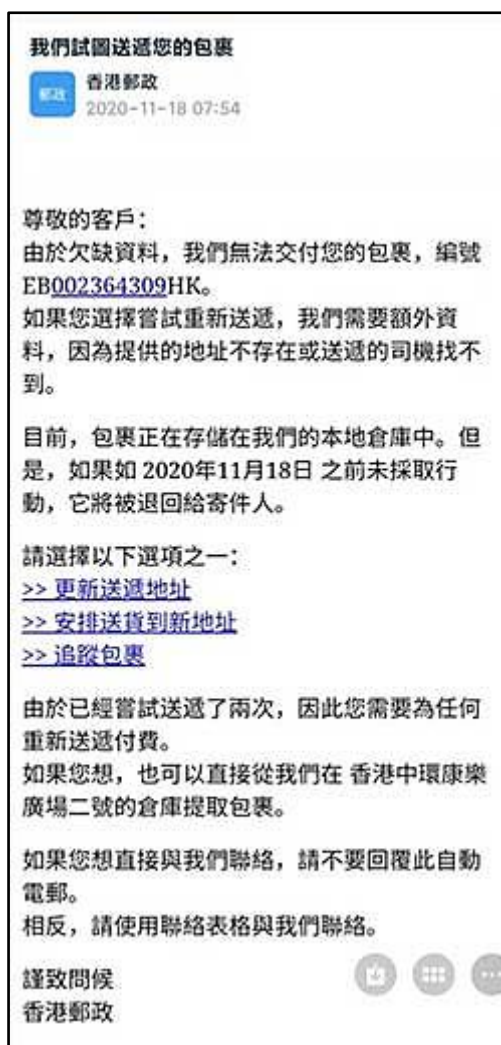 我們試圖送遞您的包裹
郵政
香港郵政
2020-11-18 07:54
尊敬的客戶：
由於欠缺資料，我們無法交付您的包裹，編號
EB002364309HK。
如果您選擇嘗試重新送遞，我們需要額外資
料，因為提供的地址不存在或送遞的司機找不
到。
目前，包裹正在存儲在我們的本地倉庫中。但
是，如果如 2020年11月18日 之前未採取行
動，它將被退回給寄件人。
請選擇以下選項之一：
>> 更新送遞地址
>> 安排送貨到新地址
>> 追蹤包裹
由於已經嘗試送遞了兩次，因此您需要為任何
重新送遞付費。
如果您想，也可以直接從我們在 香港中環康樂
廣場二號的倉庫提取包裹。
如果您想直接與我們聯絡，請不要回覆此自動
電郵。
相反，請使用聯絡表格與我們聯絡。
謹致問候
香港郵政